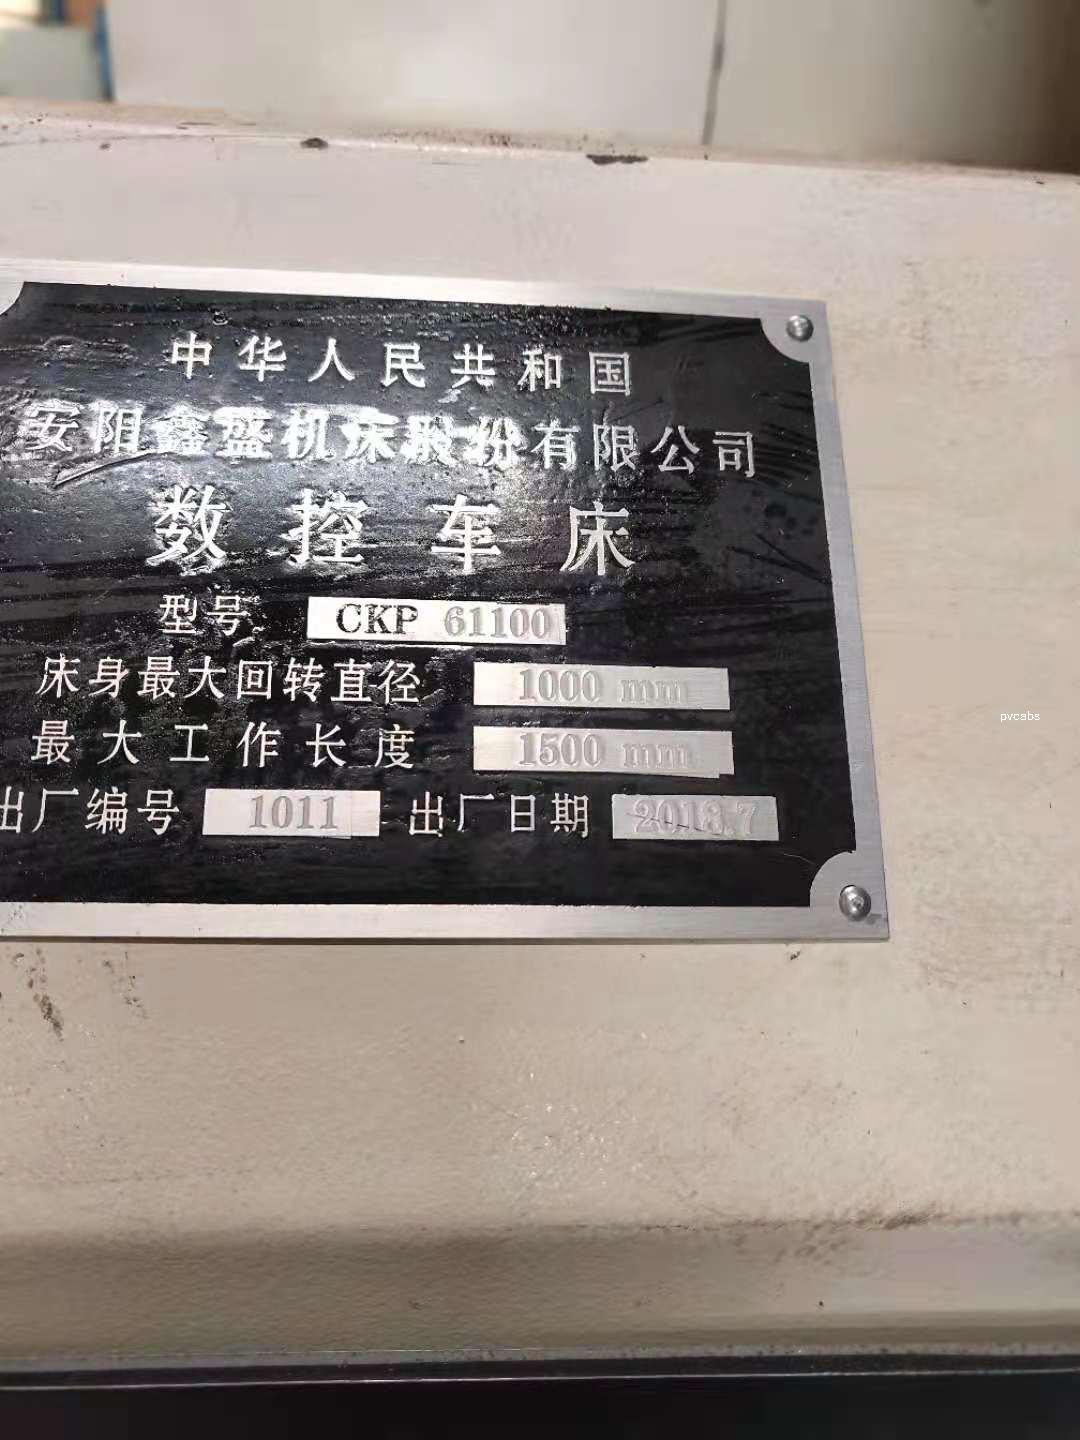 中华人民共和国
安阳鑫盛机床股份有限公司
数控车床
型号 CKP 61100
床身最大回转直径 1000 mm
最大工作长度 1500 mm
出厂编号 1011 出厂日期 2018.7
pvcabs